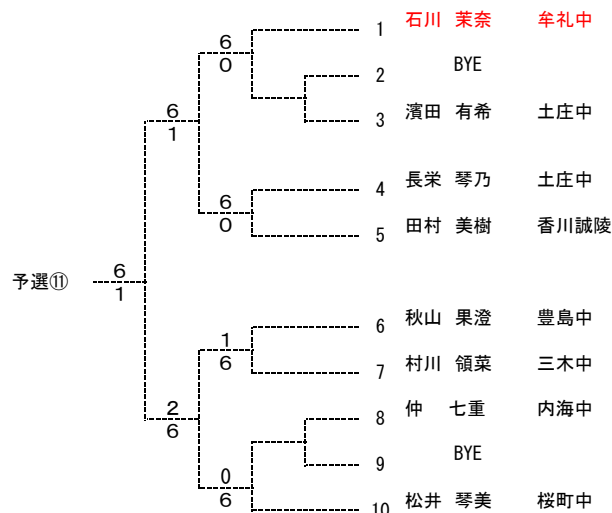 1 石川 茉奈 牟礼中
6
0
2 BYE
3 濱田 有希 土庄中
6
1
4 長栄 琴乃 土庄中
6
0
5 田村 美樹 香川誠陵
予選⑪
6
1
6 秋山 果澄 豊島中
1
6
7 村川 領菜 三木中
2
6
8 仲 七重 内海中
9 BYE
0
6
10 松井 琴美 桜町中